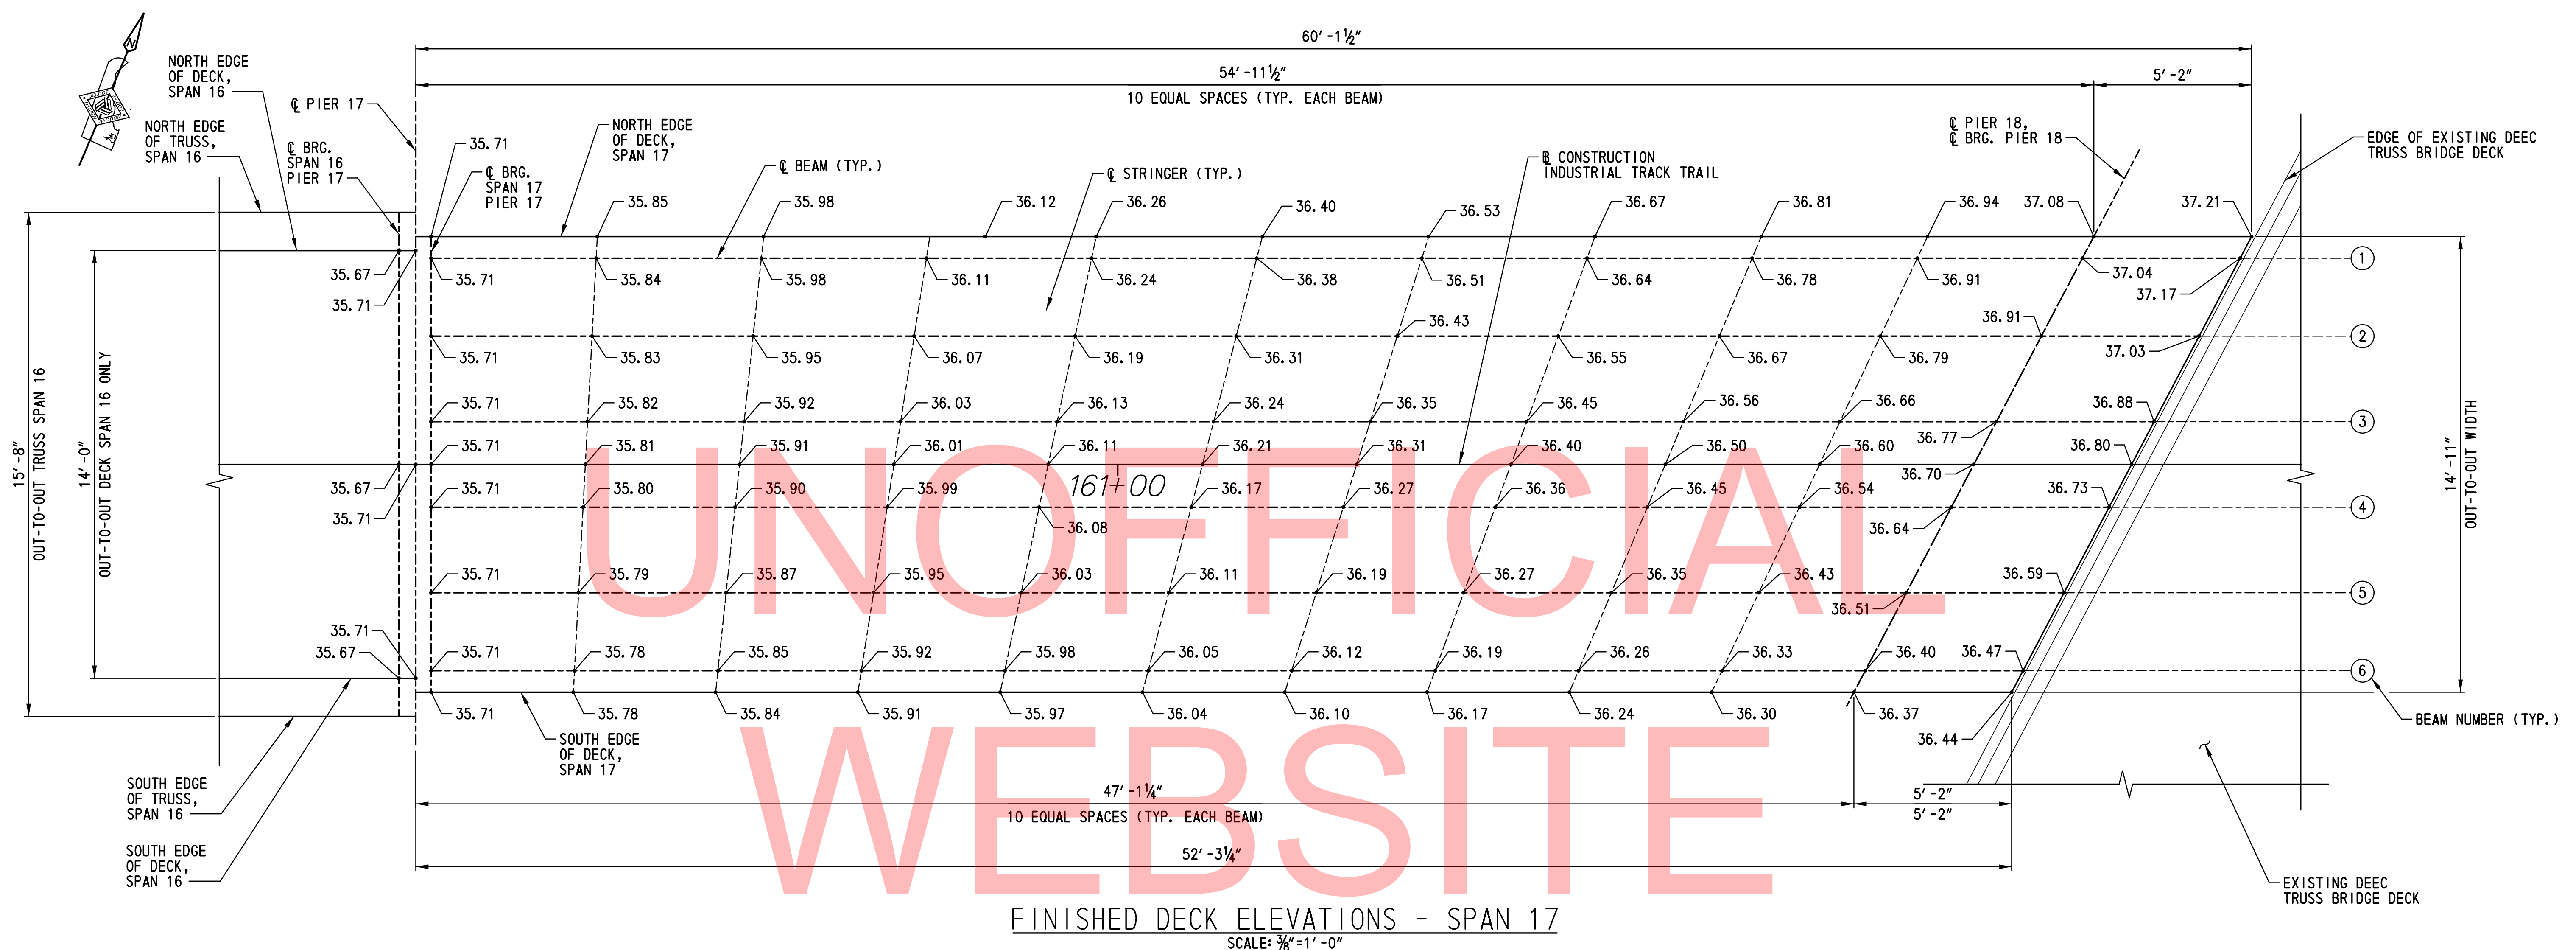 60'-1½"
54'-11½"
5'-2"
10 EQUAL SPACES (TYP. EACH BEAM)
N
NORTH EDGE
OF DECK,
SPAN 16
℄ PIER 17
NORTH EDGE
OF TRUSS,
SPAN 16
℄ BRG.
SPAN 16
PIER 17
35.71
℄ BRG.
SPAN 17
PIER 17
NORTH EDGE
OF DECK,
SPAN 17
℄ BEAM (TYP.)
℄ STRINGER (TYP.)
BL CONSTRUCTION
INDUSTRIAL TRACK TRAIL
℄ PIER 18,
℄ BRG. PIER 18
EDGE OF EXISTING DEEC
TRUSS BRIDGE DECK
35.85 35.98 36.12 36.26 36.40 36.53 36.67 36.81 36.94 37.08 37.21
35.67 35.71 35.84 35.98 36.11 36.24 36.38 36.51 36.64 36.78 36.91 37.04 37.17 1
35.71
35.71 35.83 35.95 36.07 36.19 36.31 36.43 36.55 36.67 36.79 36.91 37.03 2
35.71 35.82 35.92 36.03 36.13 36.24 36.35 36.45 36.56 36.66 36.77 36.88 3
35.71 35.81 35.91 36.01 36.11 36.21 36.31 36.40 36.50 36.60 36.70 36.80
35.67
35.71
161+00
35.71 35.80 35.90 35.99 36.08 36.17 36.27 36.36 36.45 36.54 36.64 36.73 4
35.71 35.79 35.87 35.95 36.03 36.11 36.19 36.27 36.35 36.43 36.51 36.59 5
35.71
35.67
35.71 35.78 35.85 35.92 35.98 36.05 36.12 36.19 36.26 36.33 36.40 36.47 6
35.71 35.78 35.84 35.91 35.97 36.04 36.10 36.17 36.24 36.30 36.37 36.44
15'-8"
OUT-TO-OUT TRUSS SPAN 16
14'-0"
OUT-TO-OUT DECK SPAN 16 ONLY
14'-11"
OUT-TO-OUT WIDTH
BEAM NUMBER (TYP.)
SOUTH EDGE
OF DECK,
SPAN 17
SOUTH EDGE
OF TRUSS,
SPAN 16
SOUTH EDGE
OF DECK,
SPAN 16
47'-1¼"
10 EQUAL SPACES (TYP. EACH BEAM)
5'-2"
5'-2"
52'-3¼"
EXISTING DEEC
TRUSS BRIDGE DECK
UNOFFICIAL
WEBSITE
FINISHED DECK ELEVATIONS - SPAN 17
SCALE: ⅜"=1'-0"